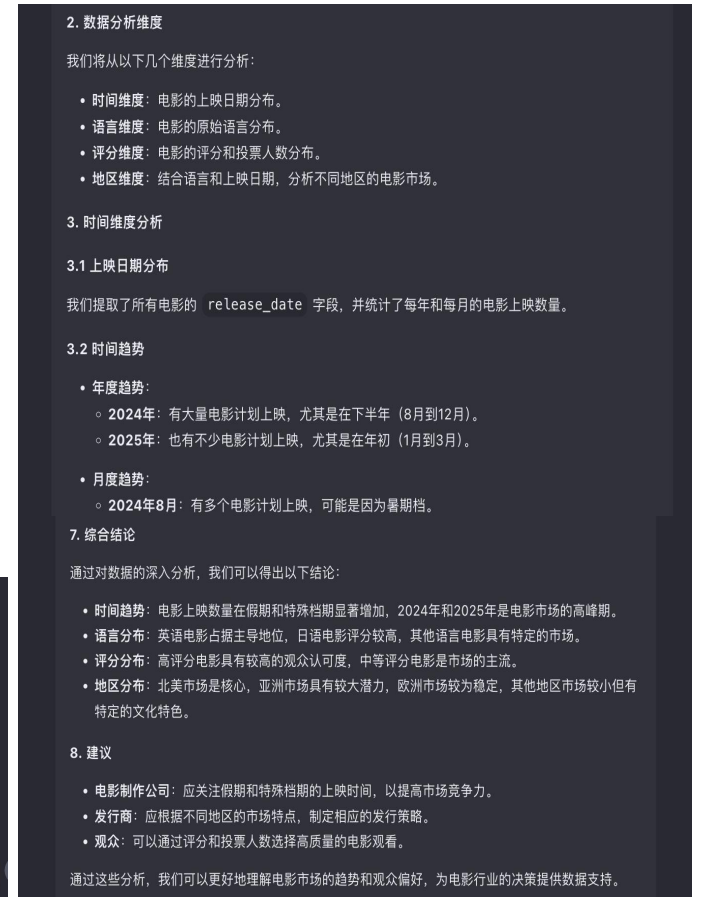 2. 数据分析维度
我们将从以下几个维度进行分析：
• 时间维度：电影的上映日期分布。
• 语言维度：电影的原始语言分布。
• 评分维度：电影的评分和投票人数分布。
• 地区维度：结合语言和上映日期，分析不同地区的电影市场。
3. 时间维度分析
3.1 上映日期分布
我们提取了所有电影的 release_date 字段，并统计了每年和每月的电影上映数量。
3.2 时间趋势
• 年度趋势：
○ 2024年：有大量电影计划上映，尤其是在下半年（8月到12月）。
○ 2025年：也有不少电影计划上映，尤其是在年初（1月到3月）。
• 月度趋势：
○ 2024年8月：有多个电影计划上映，可能是因为暑期档。
7. 综合结论
通过对数据的深入分析，我们可以得出以下结论：
• 时间趋势：电影上映数量在假期和特殊档期显著增加，2024年和2025年是电影市场的高峰期。
• 语言分布：英语电影占据主导地位，日语电影评分较高，其他语言电影具有特定的市场。
• 评分分布：高评分电影具有较高的观众认可度，中等评分电影是市场的主流。
• 地区分布：北美市场是核心，亚洲市场具有较大潜力，欧洲市场较为稳定，其他地区市场较小但有
特定的文化特色。
8. 建议
• 电影制作公司：应关注假期和特殊档期的上映时间，以提高市场竞争力。
• 发行商：应根据不同地区的市场特点，制定相应的发行策略。
• 观众：可以通过评分和投票人数选择高质量的电影观看。
通过这些分析，我们可以更好地理解电影市场的趋势和观众偏好，为电影行业的决策提供数据支持。